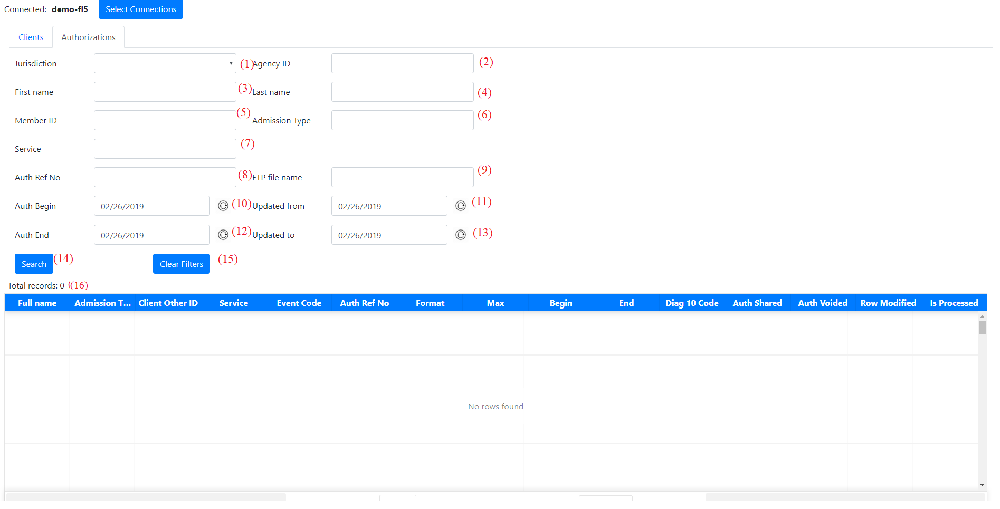 Connected: demo-fl5 Select Connections
Clients Authorizations
Jurisdiction (1) Agency ID (2)
First name (3) Last name (4)
Member ID (5) Admission Type (6)
Service (7)
Auth Ref No (8) FTP file name (9)
Auth Begin 02/26/2019 (10) Updated from 02/26/2019 (11)
Auth End 02/26/2019 (12) Updated to 02/26/2019 (13)
Search (14) Clear Filters (15)
Total records: 0 ((16)
Full name Admission T... Client Other ID Service Event Code Auth Ref No Format Max Begin End Diag 10 Code Auth Shared Auth Voided Row Modified Is Processed
No rows found